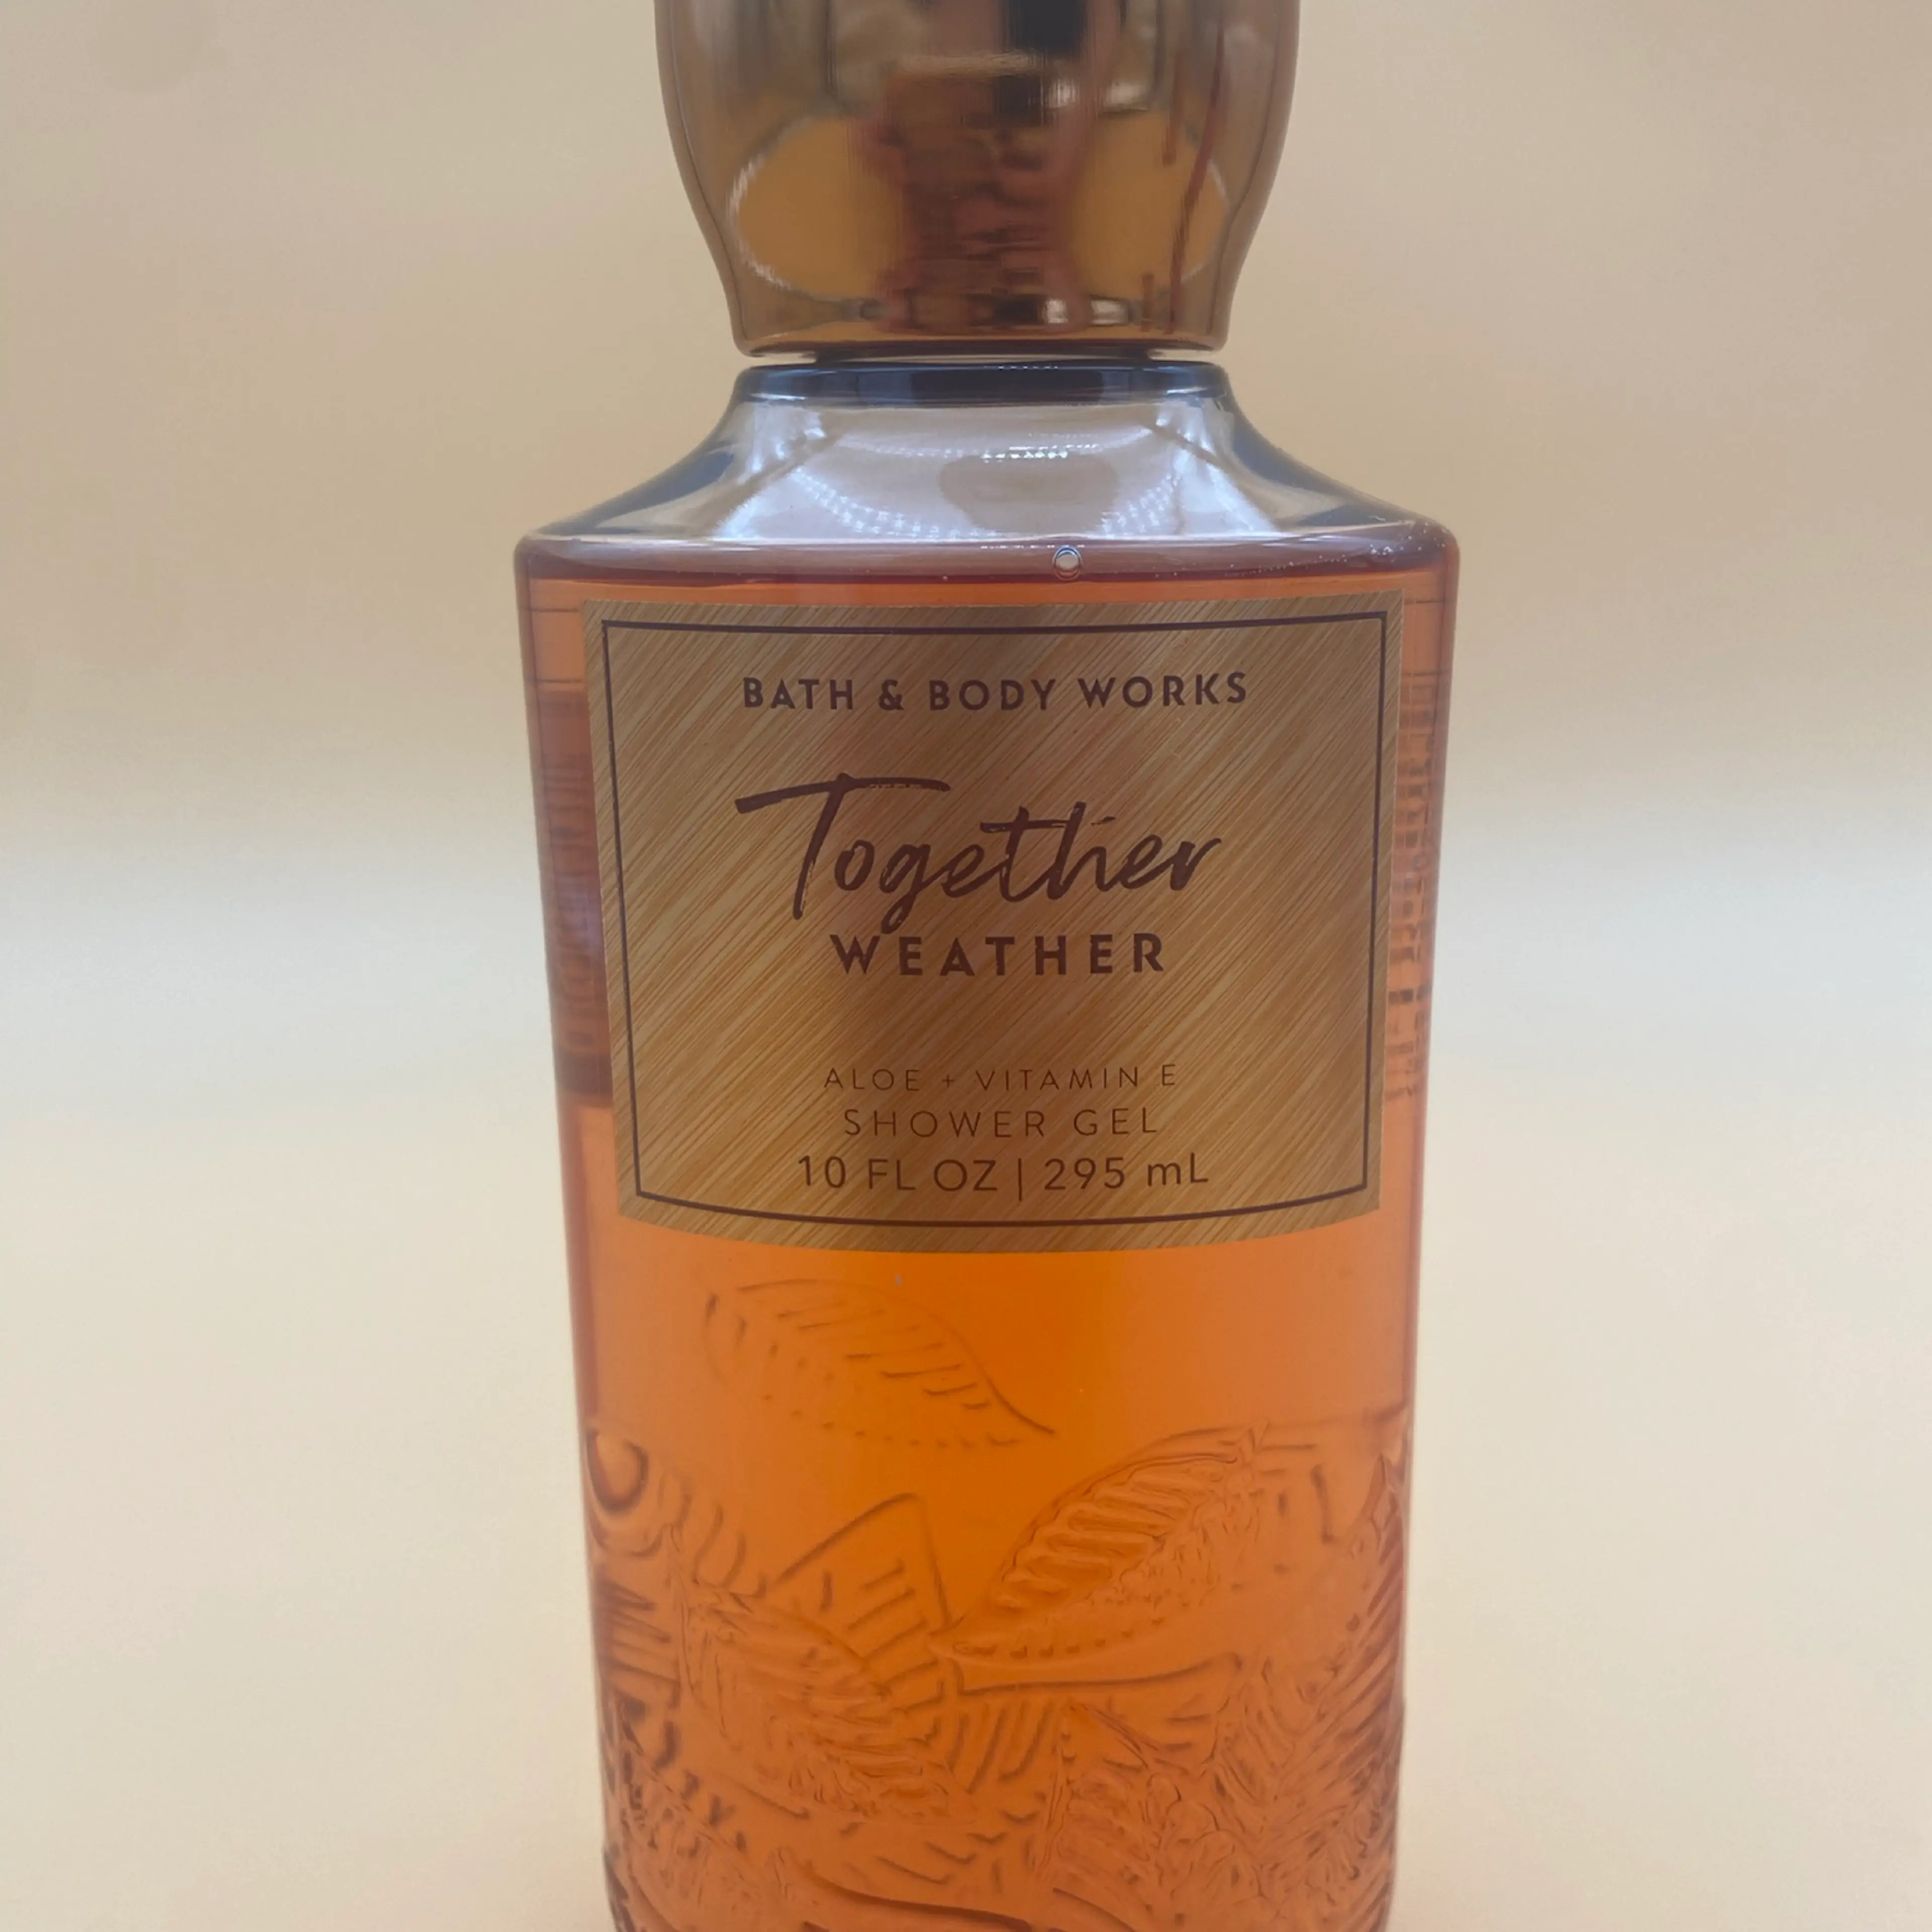 BATH & BODY WORKS
Together
WEATHER
ALOE + VITAMIN E
SHOWER GEL
10 FL OZ | 295 mL